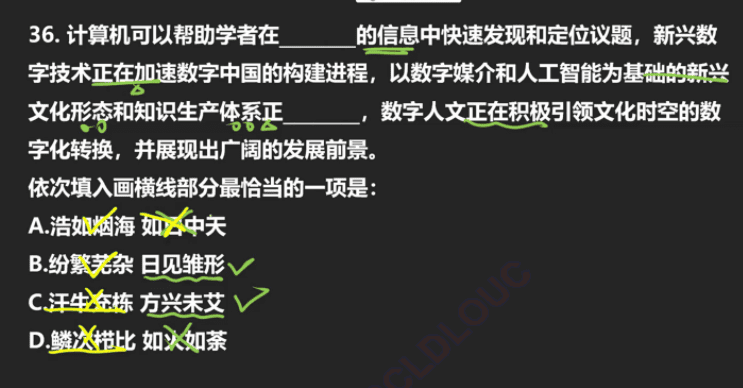 36. 计算机可以帮助学者在________的信息中快速发现和定位议题，新兴数
字技术正在加速数字中国的构建进程，以数字媒介和人工智能为基础的新兴
文化形态和知识生产体系正________，数字人文正在积极引领文化时空的数
字化转换，并展现出广阔的发展前景。
依次填入画横线部分最恰当的一项是：
A.浩如烟海 如日中天
B.纷繁芜杂 日见雏形
C.汗牛充栋 方兴未艾
D.鳞次栉比 如火如荼
CLDLOUC